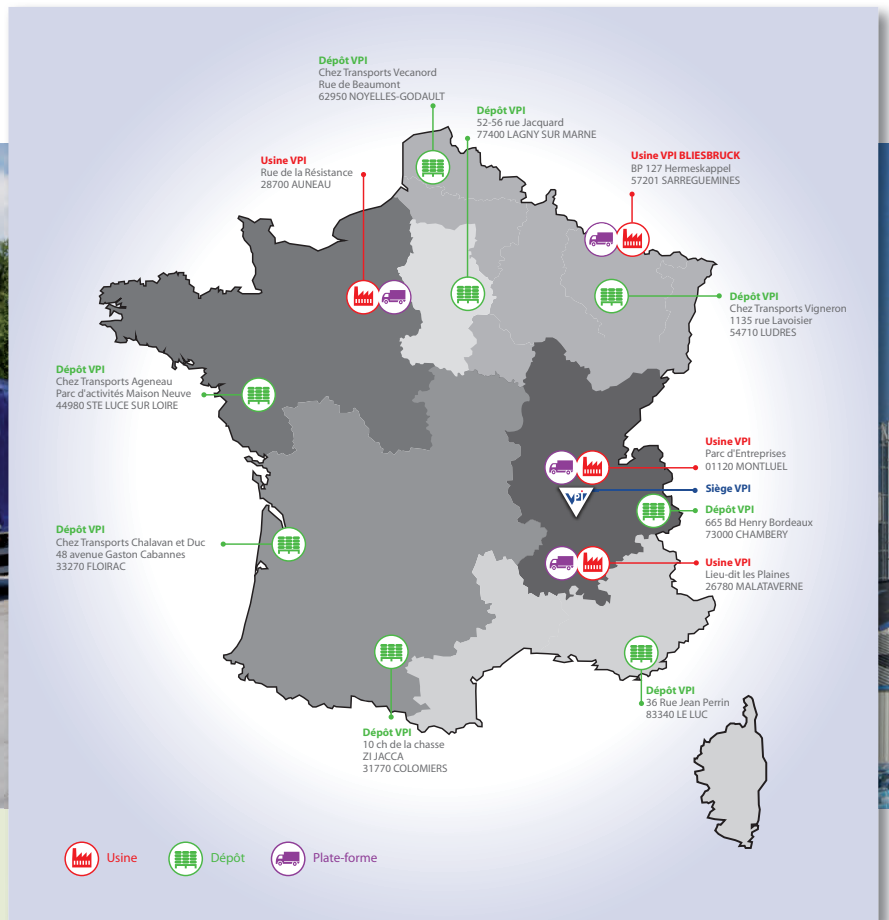 Dépôt VPI
Chez Transports Vecanord
Rue de Beaumont
62950 NOYELLES-GODAULT
Dépôt VPI
52-56 rue Jacquard
77400 LAGNY SUR MARNE
Usine VPI
Rue de la Résistance
28700 AUNEAU
Usine VPI BLIESBRUCK
BP 127 Hermeskappel
57201 SARREGUEMINES
Dépôt VPI
Chez Transports Vigneron
1135 rue Lavoisier
54710 LUDRES
Dépôt VPI
Chez Transports Ageneau
Parc d'activités Maison Neuve
44980 STE LUCE SUR LOIRE
Usine VPI
Parc d'Entreprises
01120 MONTLUEL
Siège VPI
VPI
Dépôt VPI
665 Bd Henry Bordeaux
73000 CHAMBERY
Dépôt VPI
Chez Transports Chalavan et Duc
48 avenue Gaston Cabannes
33270 FLOIRAC
Usine VPI
Lieu-dit les Plaines
26780 MALATAVERNE
Dépôt VPI
36 Rue Jean Perrin
83340 LE LUC
Dépôt VPI
10 ch de la chasse
ZI JACCA
31770 COLOMIERS
Usine
Dépôt
Plate-forme